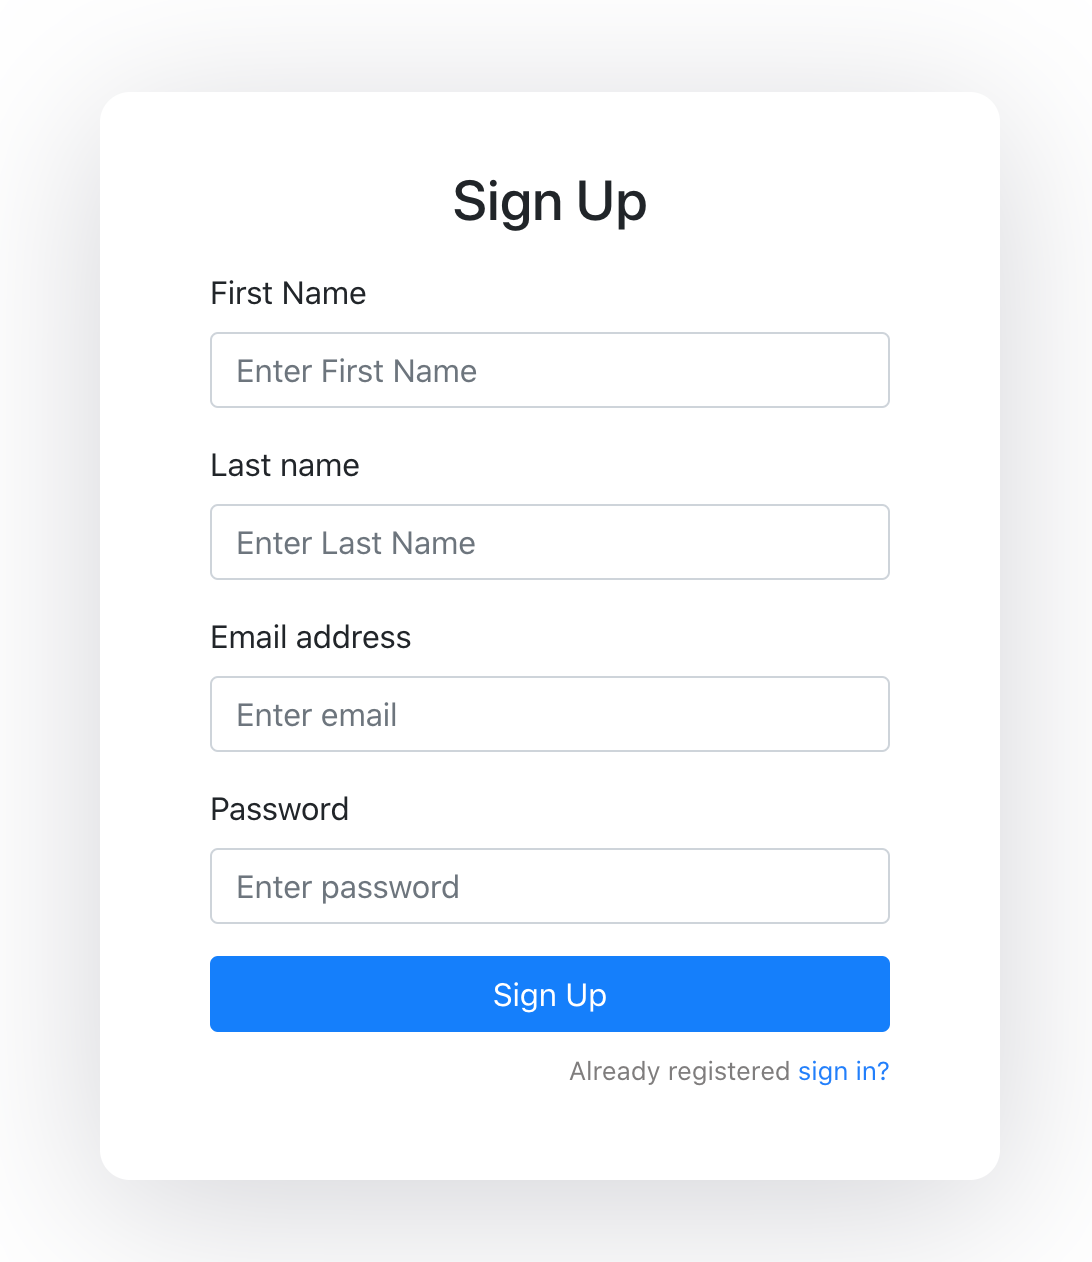 Sign Up
First Name
Enter First Name
Last name
Enter Last Name
Email address
Enter email
Password
Enter password
Sign Up
Already registered sign in?